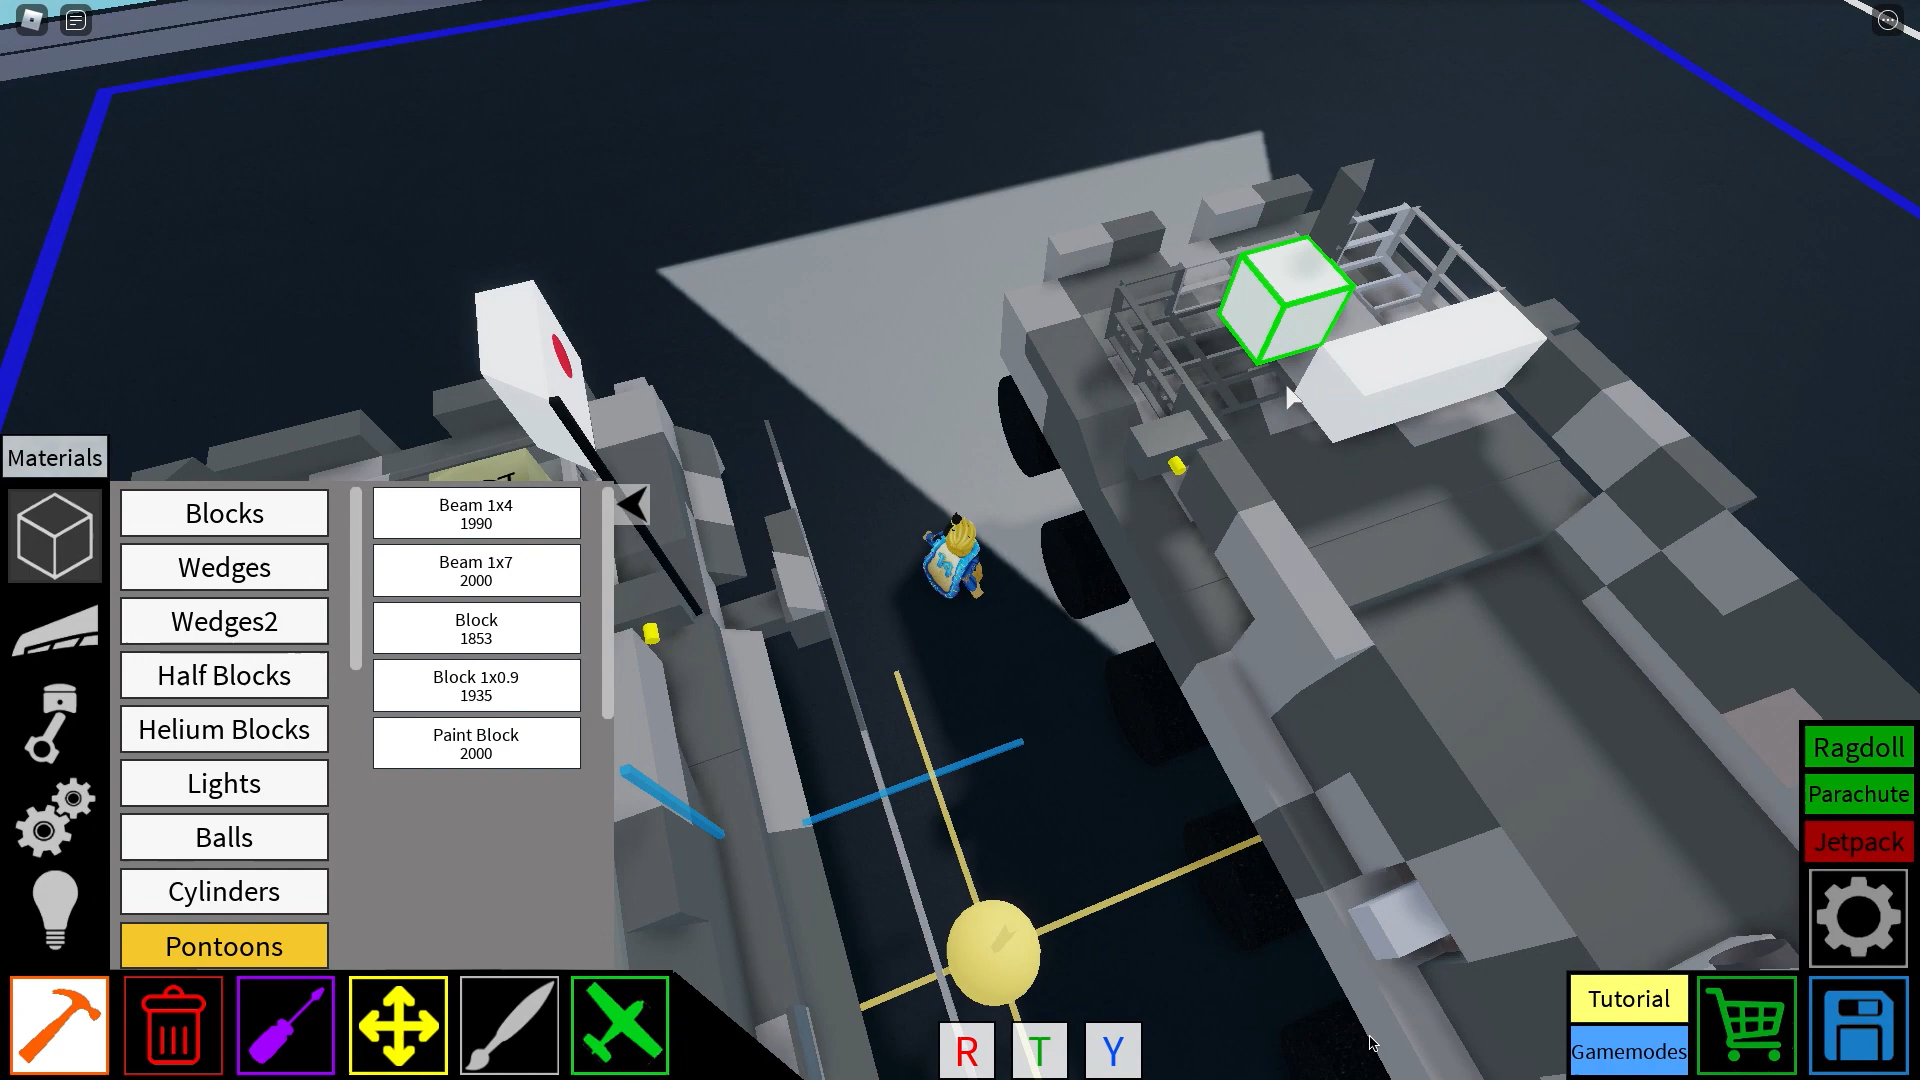 Materials
Blocks
Wedges
Wedges2
Half Blocks
Helium Blocks
Lights
Balls
Cylinders
Pontoons
Beam 1x4
1990
Beam 1x7
2000
Block
1853
Block 1x0.9
1935
Paint Block
2000
Ragdoll
Parachute
Jetpack
Tutorial
Gamemodes
R
T
Y